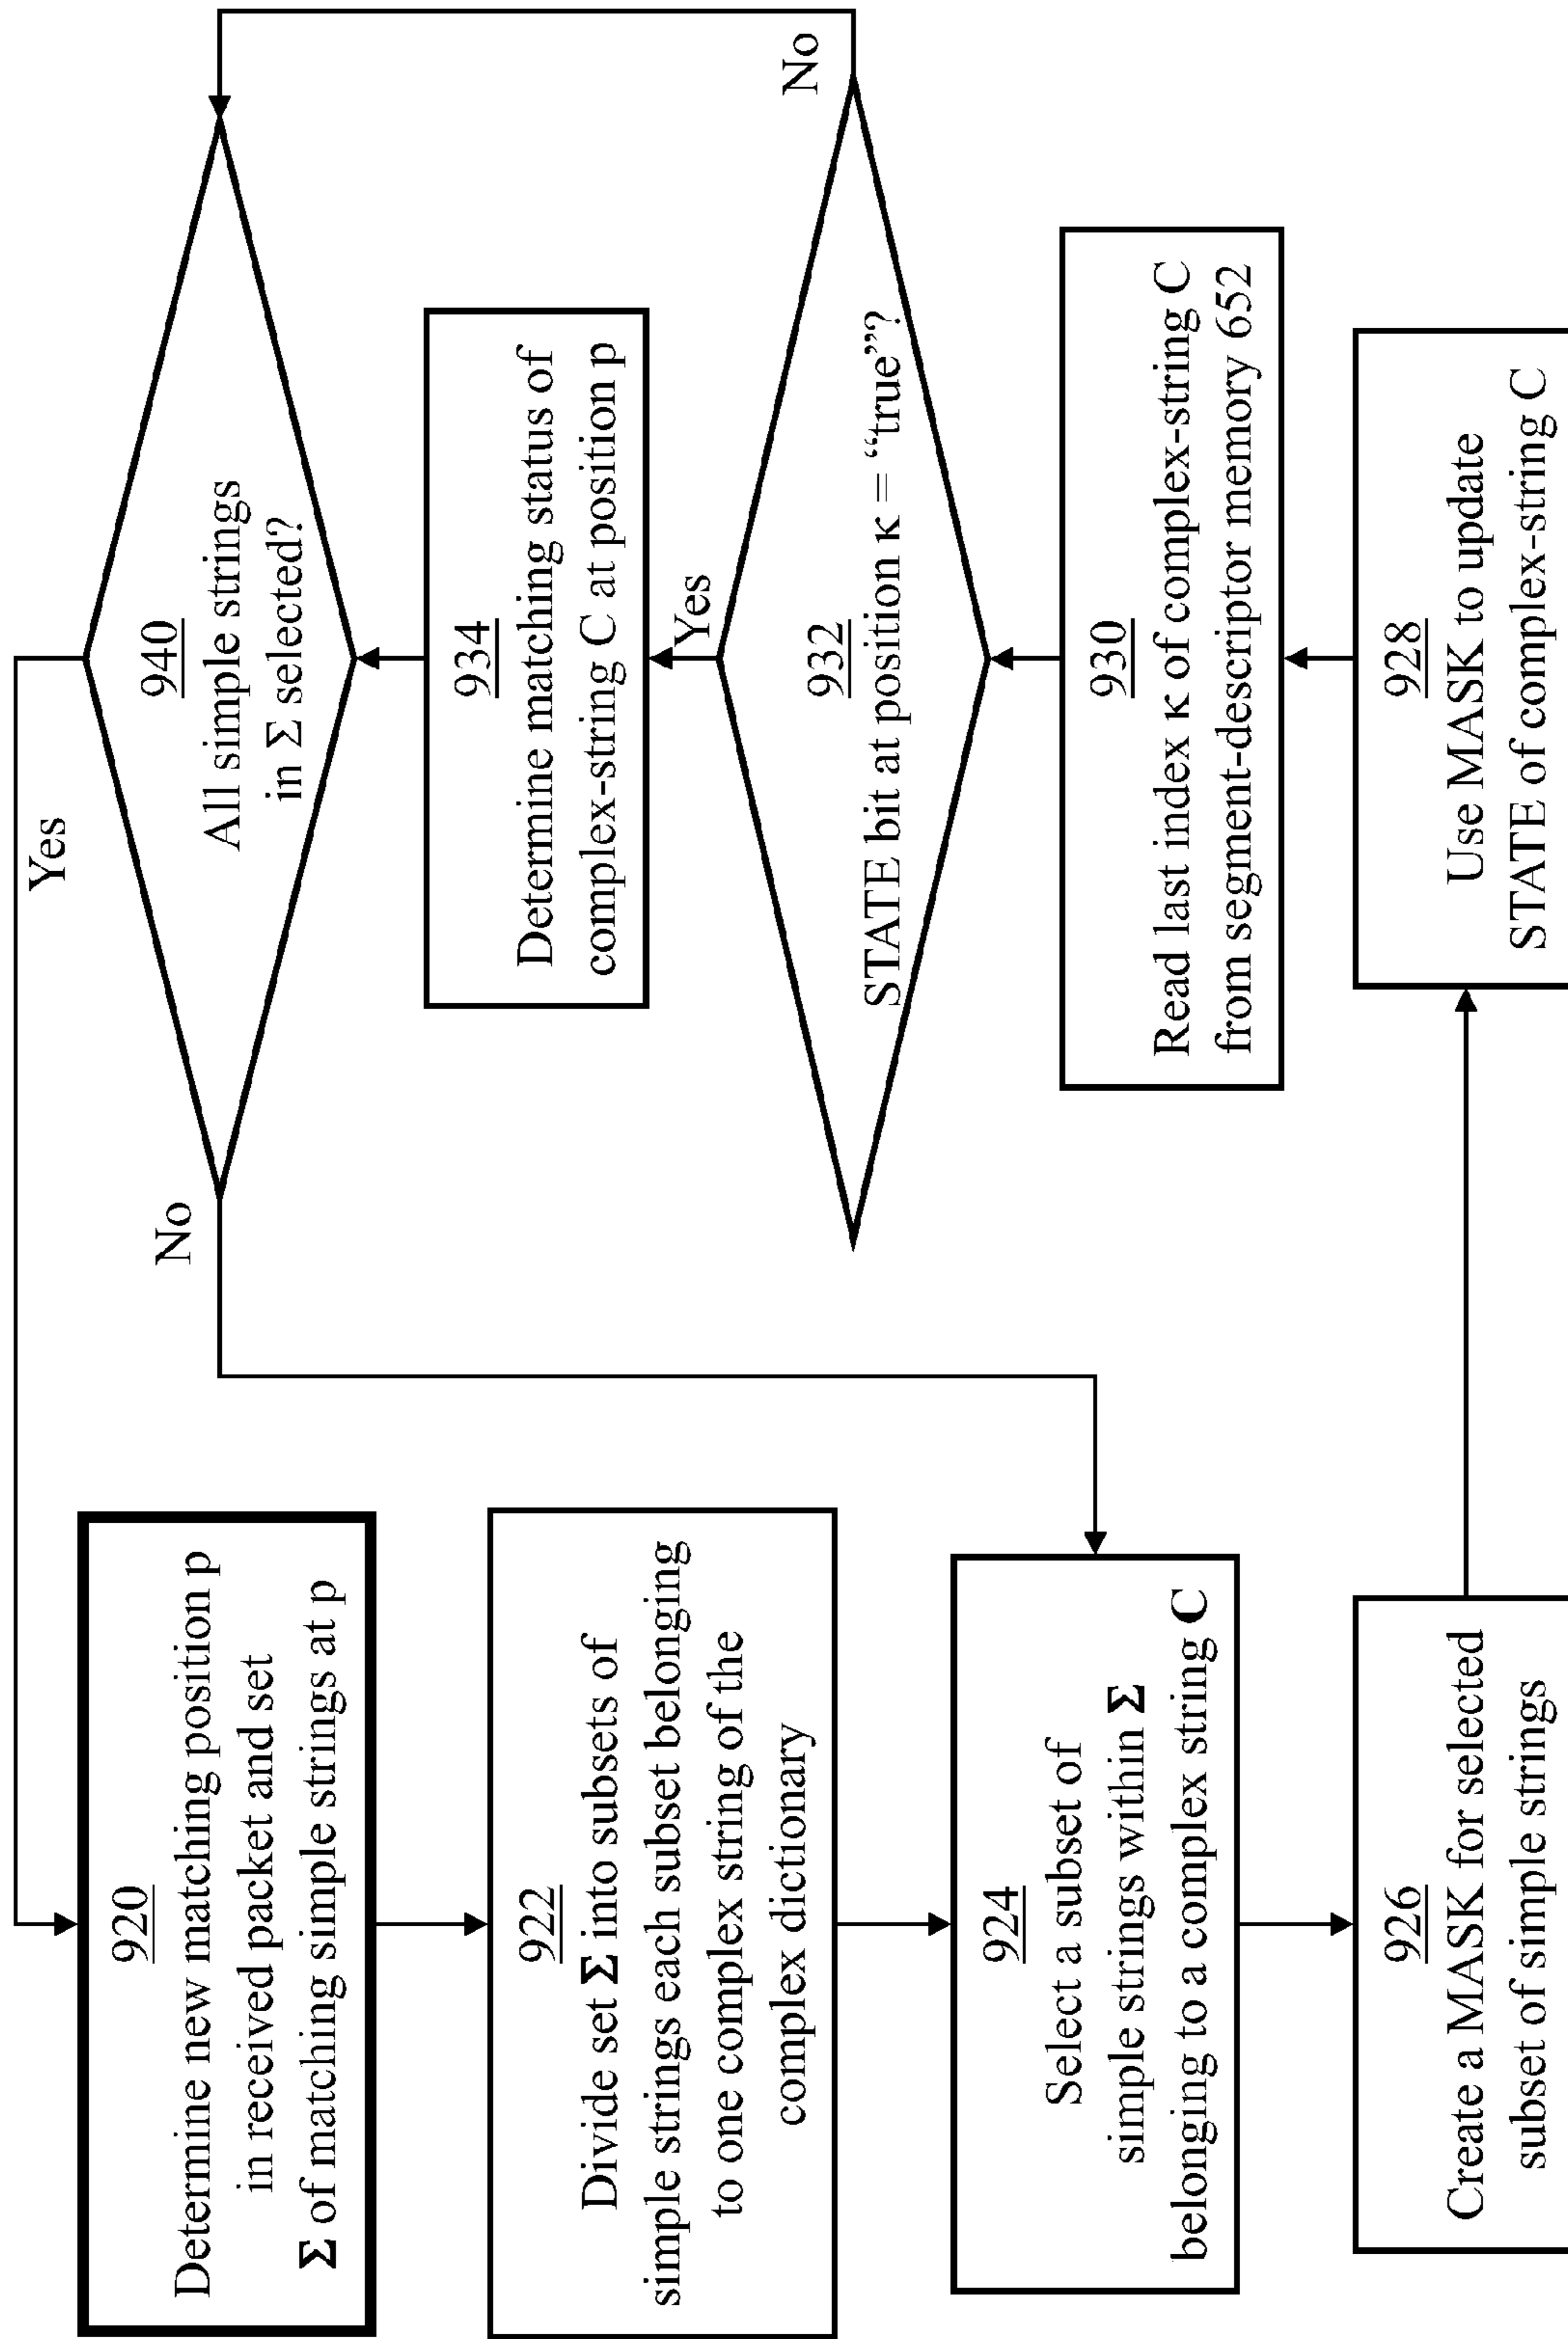 920
Determine new matching position p
in received packet and set
Σ of matching simple strings at p
922
Divide set Σ into subsets of
simple strings each subset belonging
to one complex string of the
complex dictionary
924
Select a subset of
simple strings within Σ
belonging to a complex string C
926
Create a MASK for selected
subset of simple strings
928
Use MASK to update
STATE of complex-string C
930
Read last index κ of complex-string C
from segment-descriptor memory 652
932
STATE bit at position κ = “true”?
Yes
No
934
Determine matching status of
complex-string C at position p
940
All simple strings
in Σ selected?
Yes
No